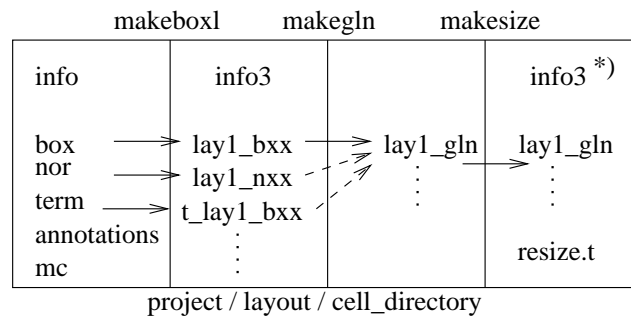 makeboxl makegln makesize
info info3 info3 *)
box lay1_bxx lay1_gln lay1_gln
nor lay1_nxx
term t_lay1_bxx
annotations
resize.t
mc
project / layout / cell_directory